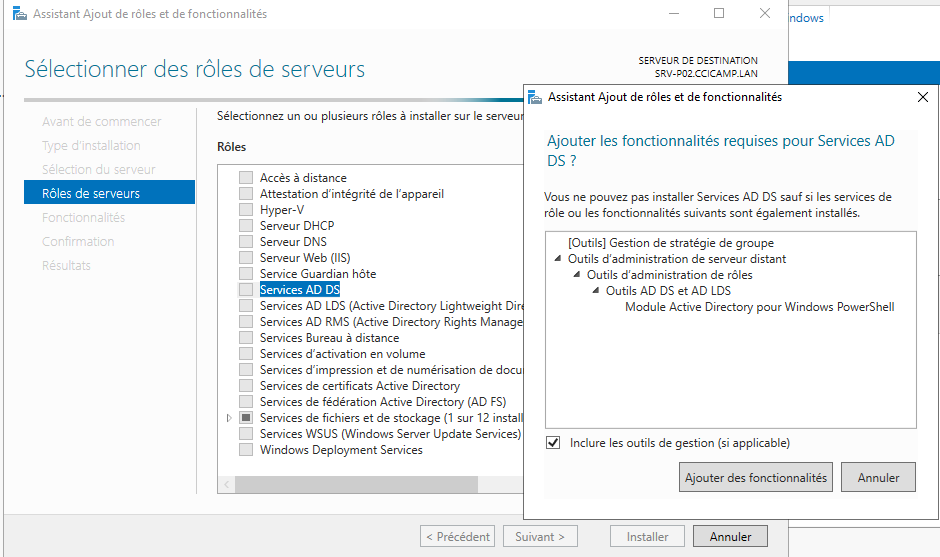 Assistant Ajout de rôles et de fonctionnalités
ndows
Sélectionner des rôles de serveurs
SERVEUR DE DESTINATION
SRV-P02.CCICAMP.LAN
Avant de commencer
Type d'installation
Sélection du serveur
Rôles de serveurs
Fonctionnalités
Confirmation
Résultats
Sélectionnez un ou plusieurs rôles à installer sur le serveur
Rôles
Accès à distance
Attestation d'intégrité de l'appareil
Hyper-V
Serveur DHCP
Serveur DNS
Serveur Web (IIS)
Service Guardian hôte
Services AD DS
Services AD LDS (Active Directory Lightweight Dire
Services AD RMS (Active Directory Rights Manage
Services Bureau à distance
Services d'activation en volume
Services d'impression et de numérisation de docu
Services de certificats Active Directory
Services de fédération Active Directory (AD FS)
Services de fichiers et de stockage (1 sur 12 install
Services WSUS (Windows Server Update Services)
Windows Deployment Services
< Précédent
Suivant >
Installer
Annuler
Assistant Ajout de rôles et de fonctionnalités
Ajouter les fonctionnalités requises pour Services AD
DS ?
Vous ne pouvez pas installer Services AD DS sauf si les services de
rôle ou les fonctionnalités suivants sont également installés.
[Outils] Gestion de stratégie de groupe
Outils d'administration de serveur distant
Outils d'administration de rôles
Outils AD DS et AD LDS
Module Active Directory pour Windows PowerShell
Inclure les outils de gestion (si applicable)
Ajouter des fonctionnalités
Annuler